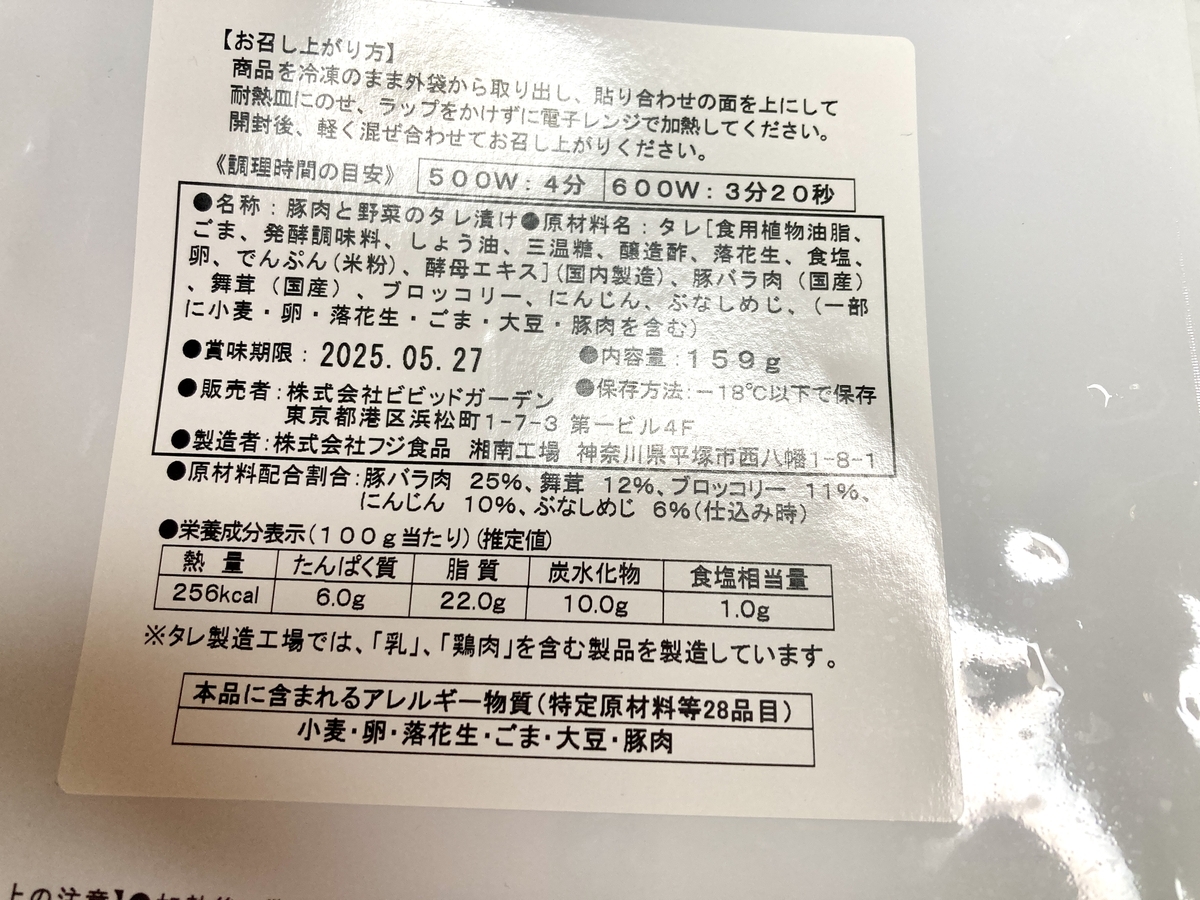 【お召し上がり方】
商品を冷凍のまま外袋から取り出し、貼り合わせの面を上にして
耐熱皿にのせ、ラップをかけずに電子レンジで加熱してください。
開封後、軽く混ぜ合わせてお召し上がりください。
《調理時間の目安》 500W：4分 600W：3分20秒
●名称：豚肉と野菜のタレ漬け●原材料名：タレ[食用植物油脂、
ごま、発酵調味料、しょう油、三温糖、醸造酢、落花生、食塩、
卵、でんぷん（米粉）、酵母エキス]（国内製造）、豚バラ肉（国産）
、舞茸（国産）、ブロッコリー、にんじん、ぶなしめじ、（一部
に小麦・卵・落花生・ごま・大豆・豚肉を含む）
●賞味期限：2025.05.27 ●内容量：159g
●販売者：株式会社ビビッドガーデン ●保存方法：－18℃以下で保存
東京都港区浜松町1-7-3 第一ビル4F
●製造者：株式会社フジ食品 湘南工場 神奈川県平塚市西八幡1-8-1
●原材料配合割合：豚バラ肉 25%、舞茸 12%、ブロッコリー 11%、
にんじん 10%、ぶなしめじ 6%（仕込み時）
●栄養成分表示（100g当たり）（推定値）
熱量 たんぱく質 脂質 炭水化物 食塩相当量
256kcal 6.0g 22.0g 10.0g 1.0g
※タレ製造工場では、「乳」、「鶏肉」を含む製品を製造しています。
本品に含まれるアレルギー物質（特定原材料等28品目）
小麦・卵・落花生・ごま・大豆・豚肉
上の注意】●